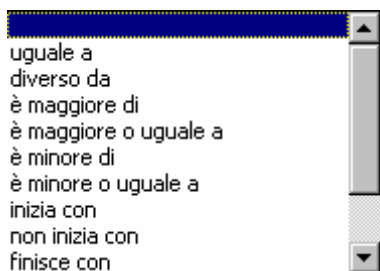 uguale a
diverso da
è maggiore di
è maggiore o uguale a
è minore di
è minore o uguale a
inizia con
non inizia con
finisce con